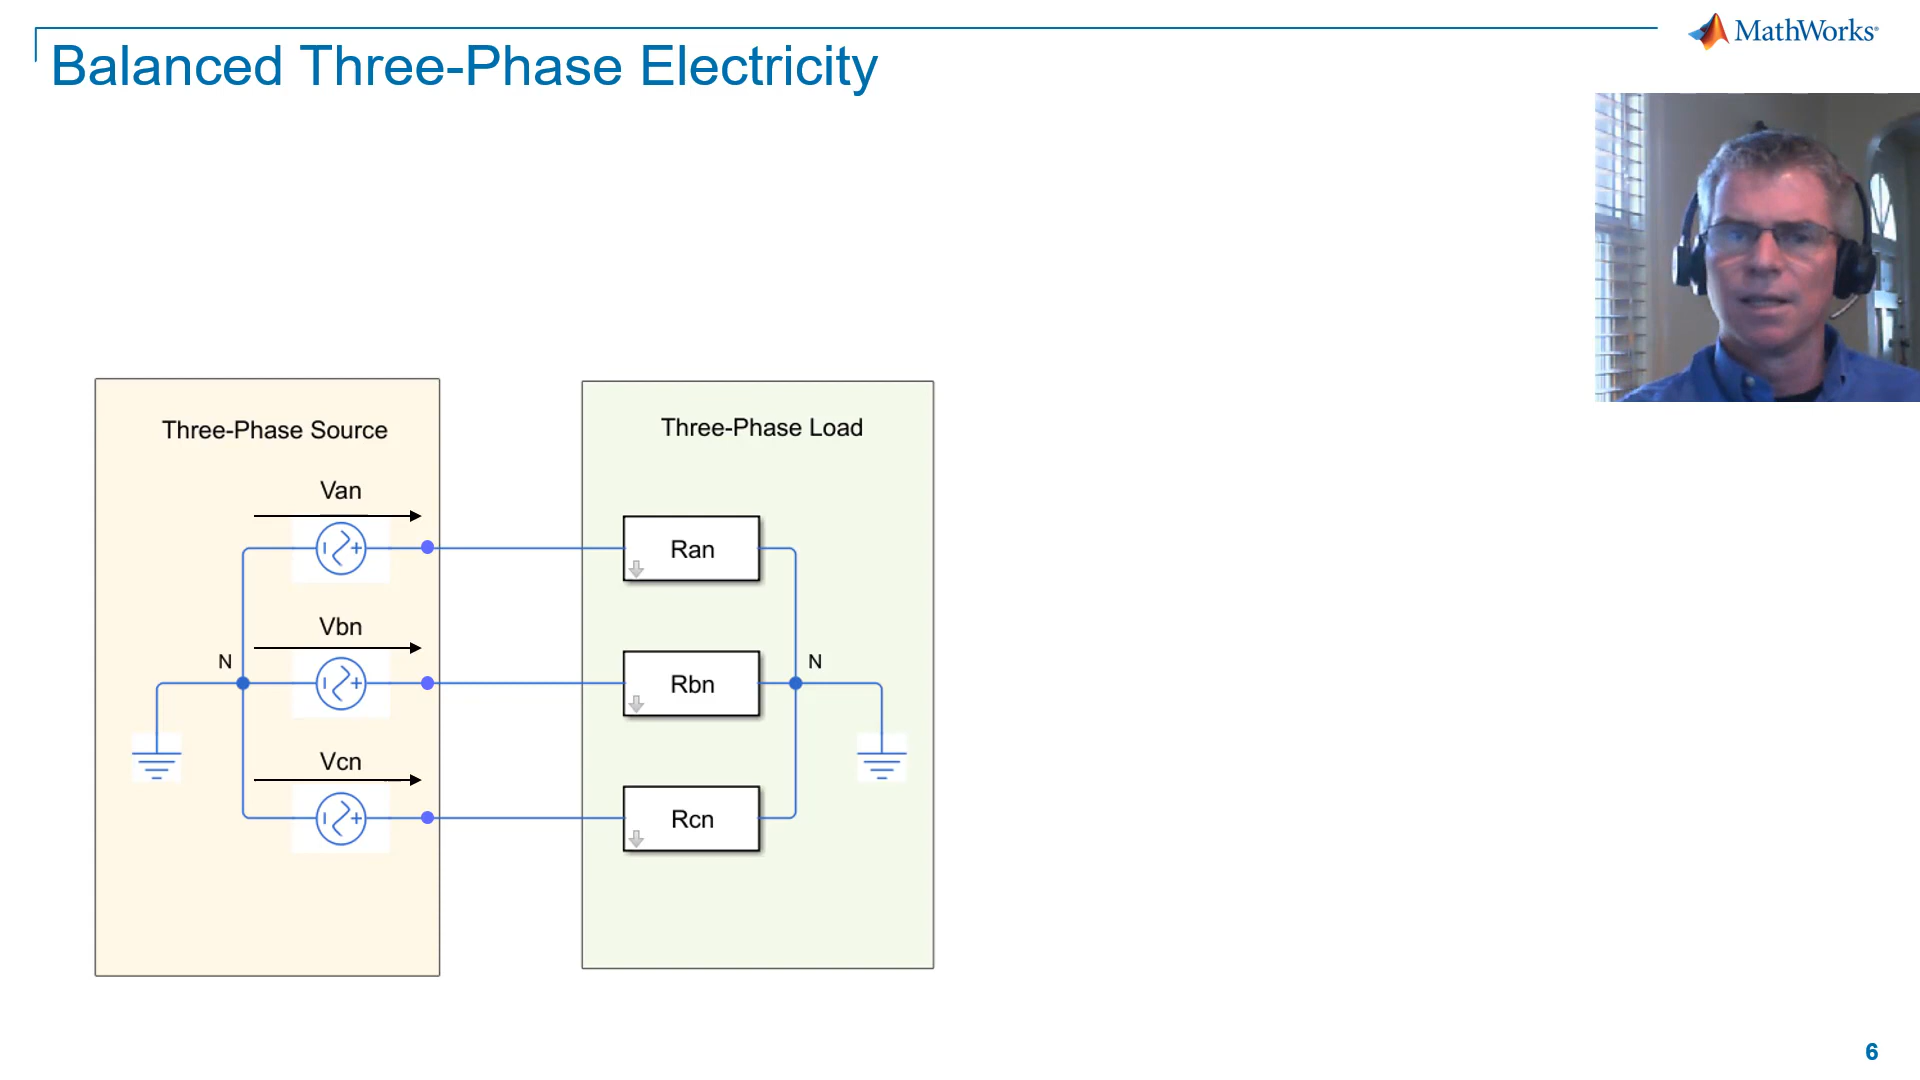 Balanced Three-Phase Electricity
MathWorks®
Three-Phase Source
Three-Phase Load
Van
Ran
Vbn
N
Rbn
N
Vcn
Rcn
6